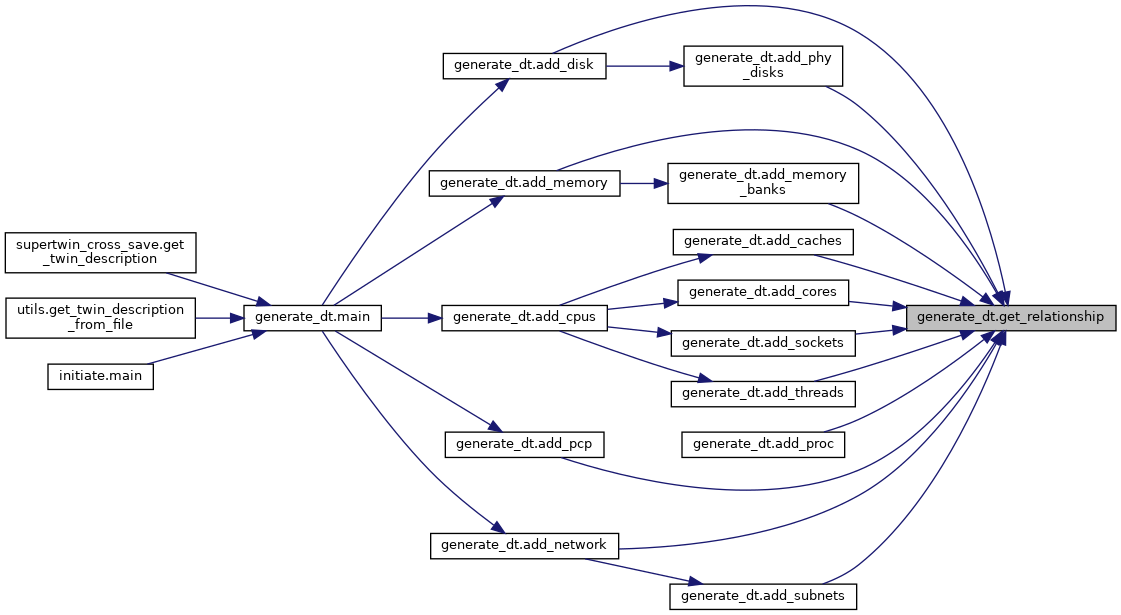 generate_dt.add_disk
generate_dt.add_phy
_disks
generate_dt.add_memory
generate_dt.add_memory
_banks
supertwin_cross_save.get
_twin_description
utils.get_twin_description
_from_file
initiate.main
generate_dt.main
generate_dt.add_cpus
generate_dt.add_caches
generate_dt.add_cores
generate_dt.add_sockets
generate_dt.add_threads
generate_dt.get_relationship
generate_dt.add_pcp
generate_dt.add_proc
generate_dt.add_network
generate_dt.add_subnets